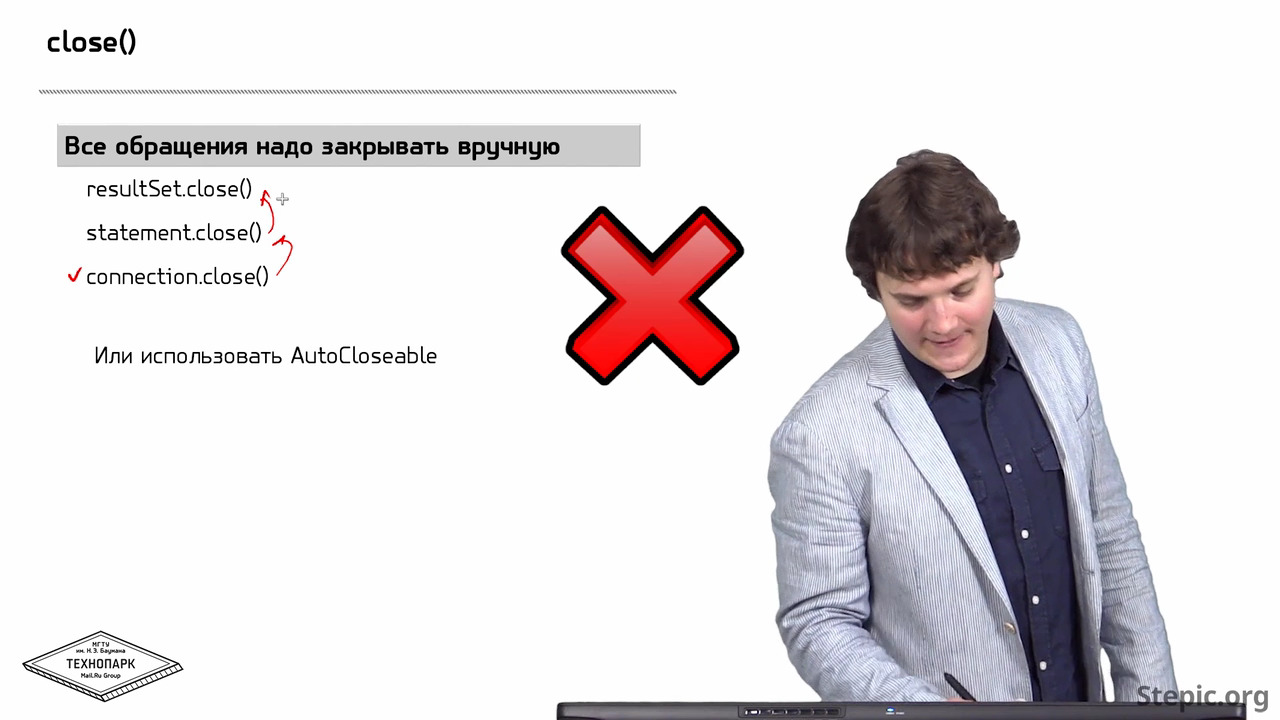 close()
Все обращения надо закрывать вручную
resultSet.close()
statement.close()
connection.close()
Или использовать AutoCloseable
МГТУ
им. Н.Э. Баумана
ТЕХНОПАРК
Mail.Ru Group
Stepic.org